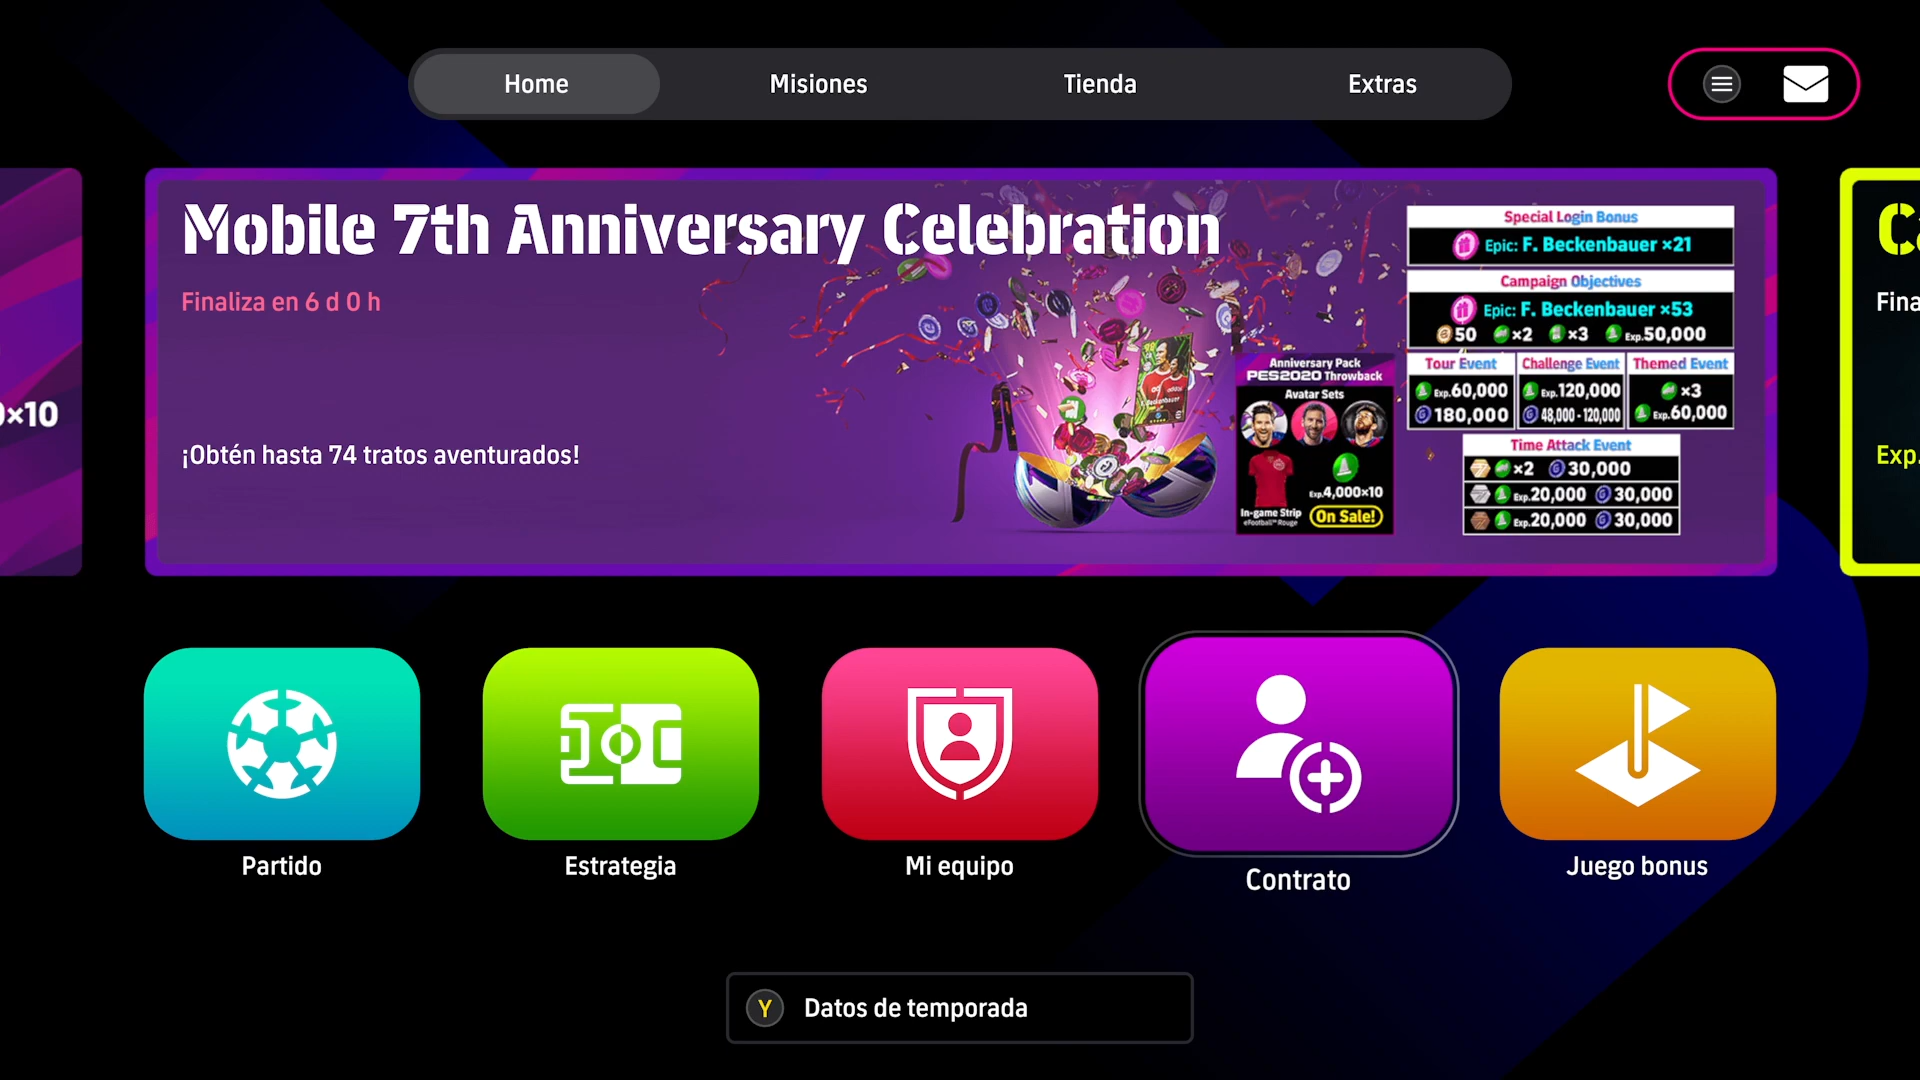 Home
Misiones
Tienda
Extras
Mobile 7th Anniversary Celebration
Finaliza en 6 d 0 h
¡Obtén hasta 74 tratos aventurados!
Anniversary Pack
PES2020 Throwback
Avatar Sets
Exp.4,000×10
In-game Strip
eFootball™ Rouge
On Sale!
Special Login Bonus
Epic: F. Beckenbauer ×21
Campaign Objectives
Epic: F. Beckenbauer ×53
50 ×2 ×3 Exp.50,000
Tour Event
Exp.60,000
180,000
Challenge Event
Exp.120,000
48,000-120,000
Themed Event
×3
Exp.60,000
Time Attack Event
×2 30,000
Exp.20,000 30,000
Exp.20,000 30,000
×10
Fina
Exp.
Partido
Estrategia
Mi equipo
Contrato
Juego bonus
Y Datos de temporada